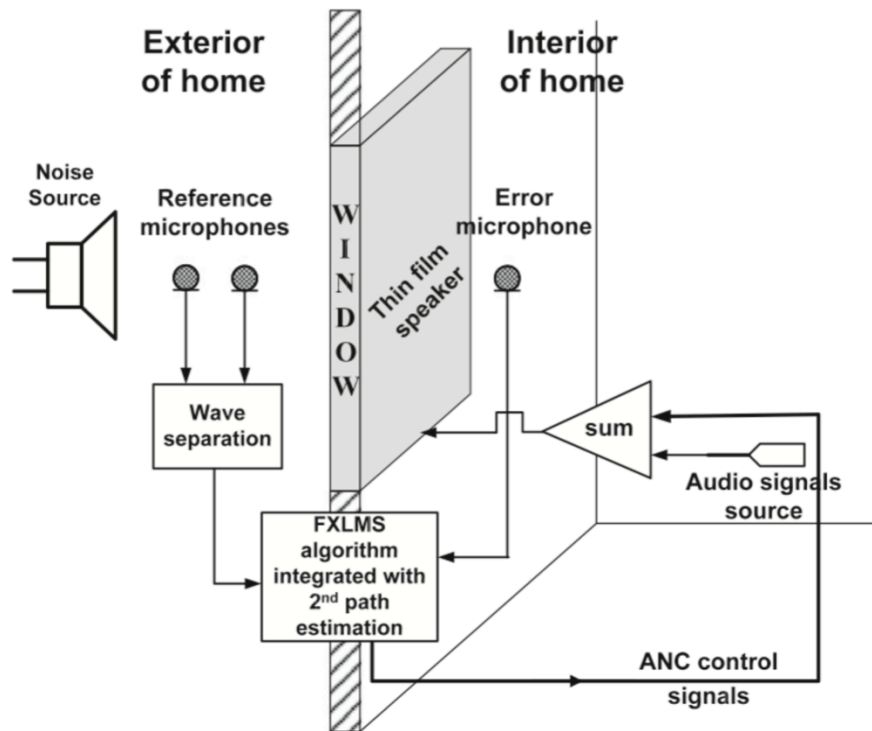 Exterior
of home
Interior
of home
Noise
Source
Reference
microphones
Error
microphone
WINDOW
Thin film
speaker
Wave
separation
sum
Audio signals
source
FXLMS
algorithm
integrated with
2nd path
estimation
ANC control
signals